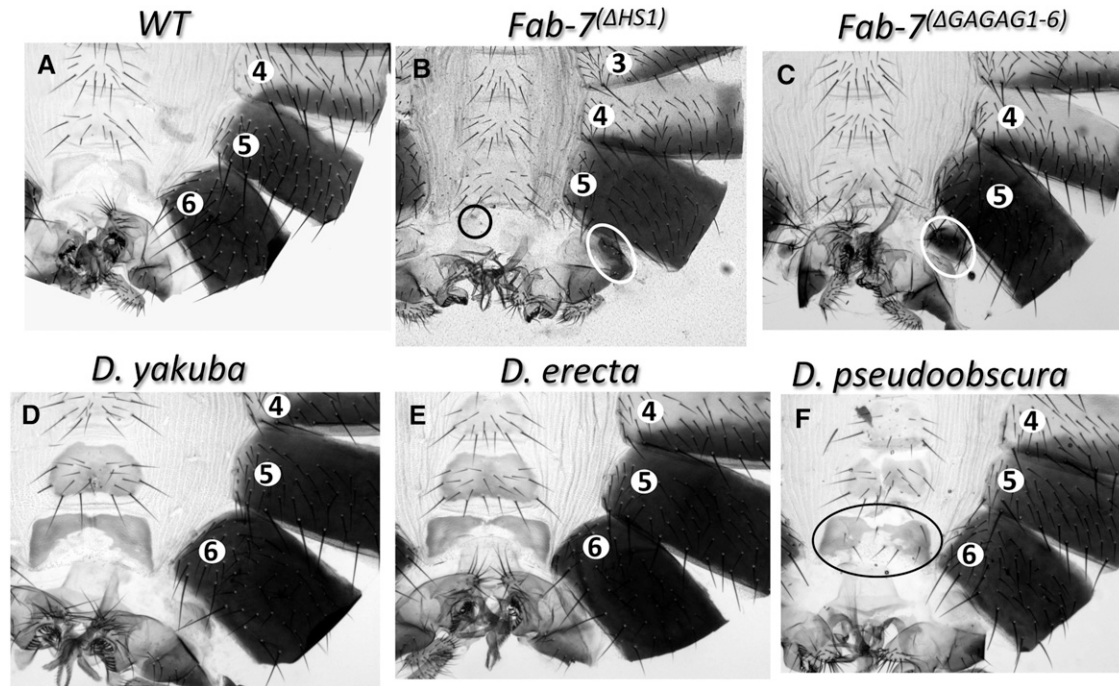 WT
Fab-7(ΔHS1)
Fab-7(ΔGAGAG1-6)
A
4
5
6
B
3
4
5
C
4
5
D. yakuba
D. erecta
D. pseudoobscura
D
4
5
6
E
4
5
6
F
4
5
6